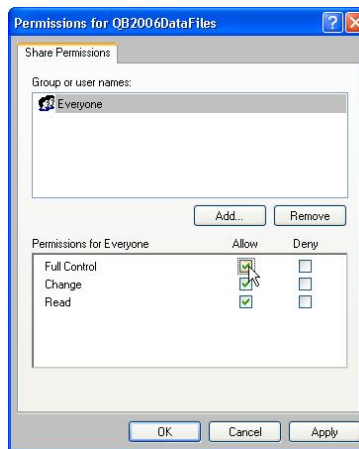 Permissions for QB2006DataFiles
Share Permissions
Group or user names:
Everyone
Add... Remove
Permissions for Everyone Allow Deny
Full Control
Change
Read
OK Cancel Apply